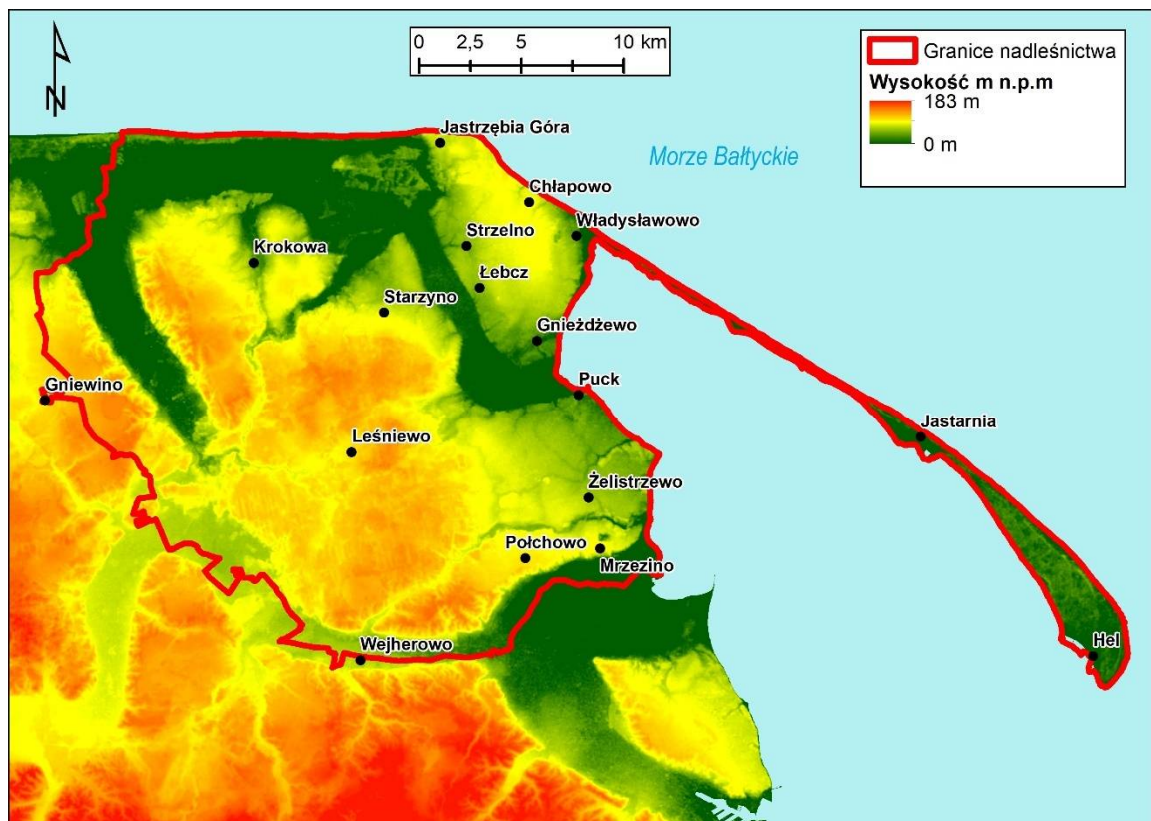 N
0 2,5 5 10 km
Granice nadleśnictwa
Wysokość m n.p.m
183 m
0 m
Morze Bałtyckie
Jastrzębia Góra
Chłapowo
Władysławowo
Strzelno
Krokowa
Łebcz
Starzyno
Gnieżdżewo
Puck
Gniewino
Jastarnia
Leśniewo
Żelistrzewo
Połchowo
Mrzezino
Wejherowo
Hel